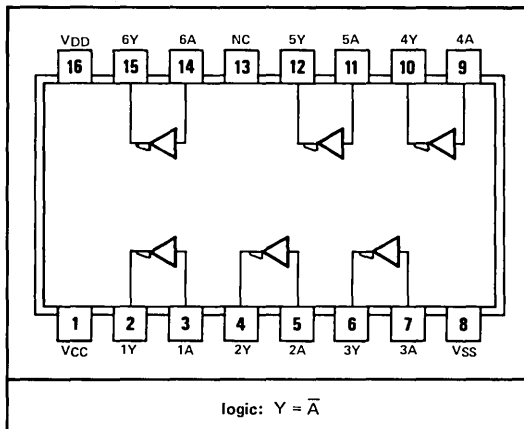 VDD 6Y 6A NC 5Y 5A 4Y 4A
16 15 14 13 12 11 10 9
1 2 3 4 5 6 7 8
VCC 1Y 1A 2Y 2A 3Y 3A VSS
logic: Y = A̅